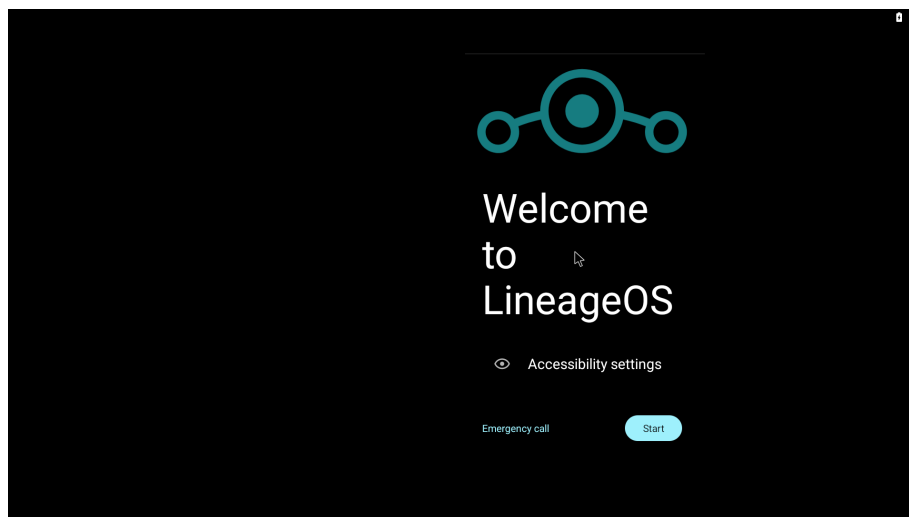 Welcome
to
LineageOS
Accessibility settings
Emergency call
Start